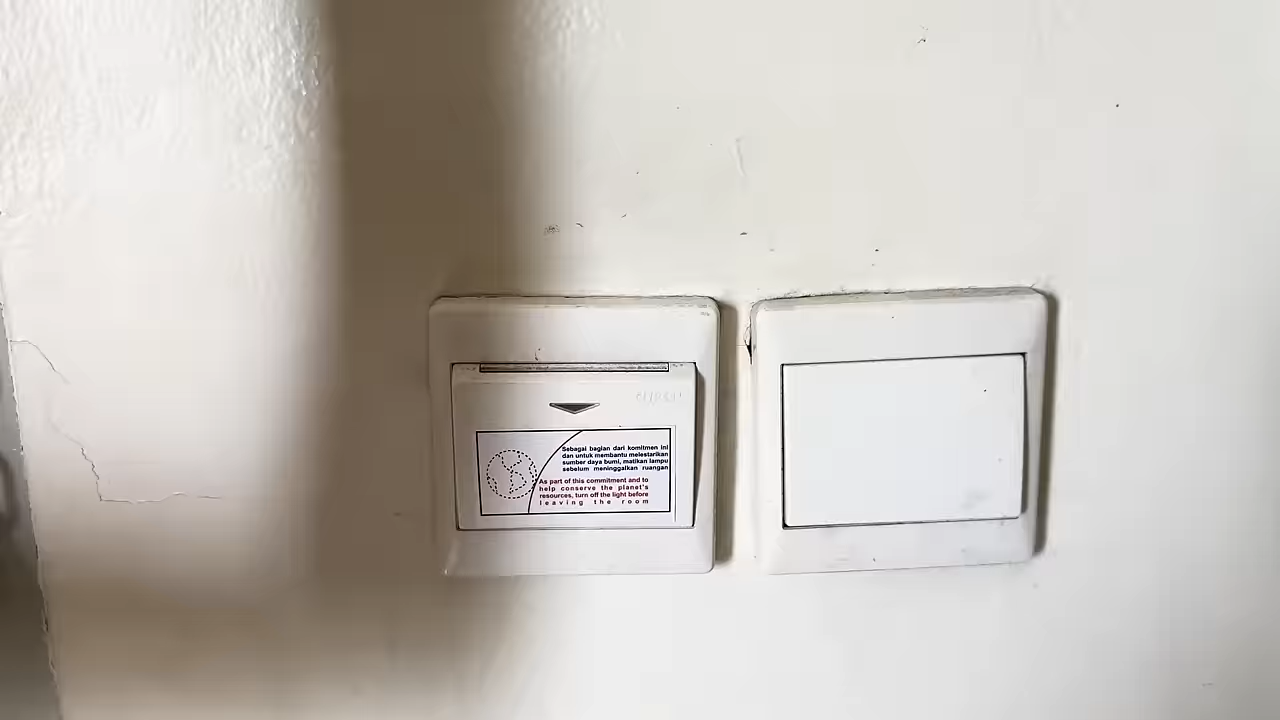 Sebagai bagian dari komitmen ini
dan untuk membantu melestarikan
sumber daya bumi, matikan lampu
sebelum meninggalkan ruangan
As part of this commitment and to
help conserve the planet's
resources, turn off the light before
leaving the room